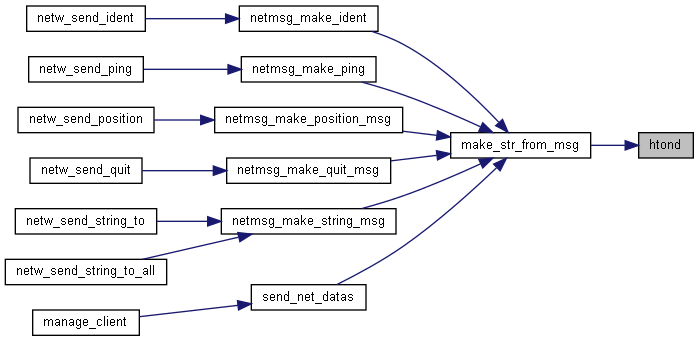 netw_send_ident
netmsg_make_ident
netw_send_ping
netmsg_make_ping
netw_send_position
netmsg_make_position_msg
make_str_from_msg
htond
netw_send_quit
netmsg_make_quit_msg
netw_send_string_to
netmsg_make_string_msg
netw_send_string_to_all
send_net_datas
manage_client